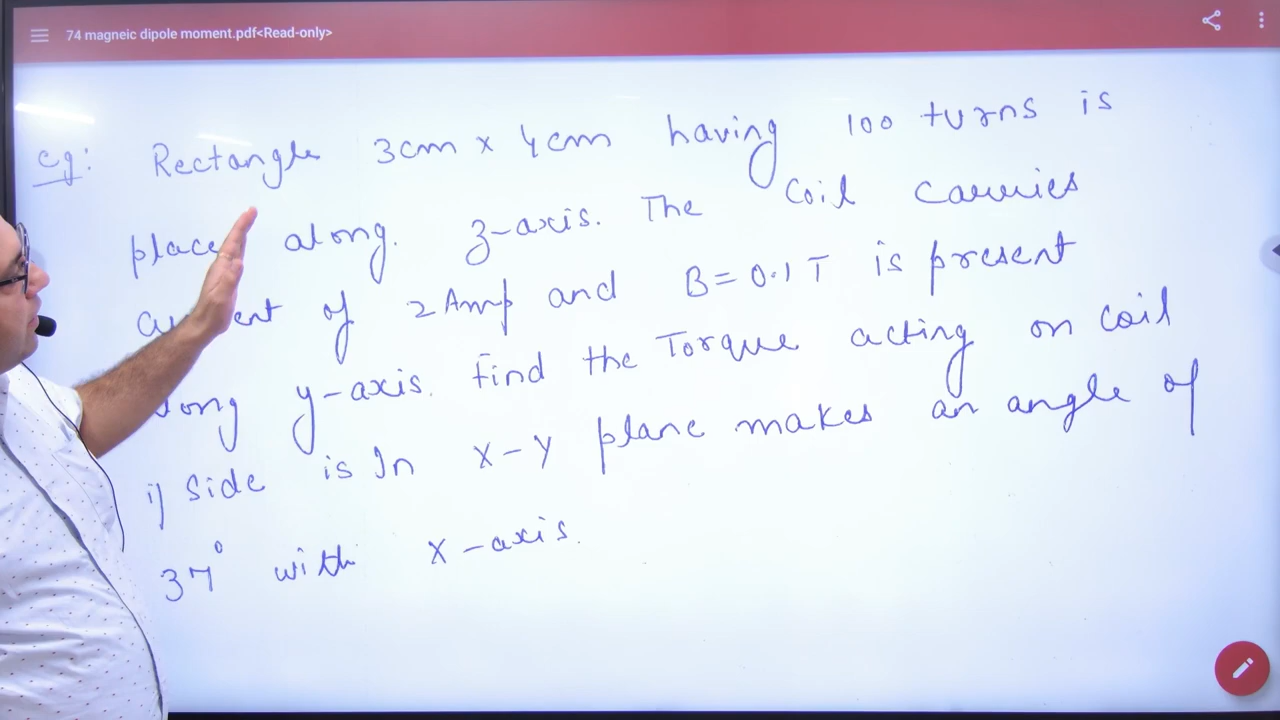 74 magneic dipole moment.pdf<Read-only>
eg: Rectangle 3cm x 4cm having 100 turns is
place along. z-axis. The coil carries
of 2 Amp and B = 0.1 T is present
y-axis. find the Torque acting on coil
if side is In x-y plane makes an angle of
37° with x-axis.